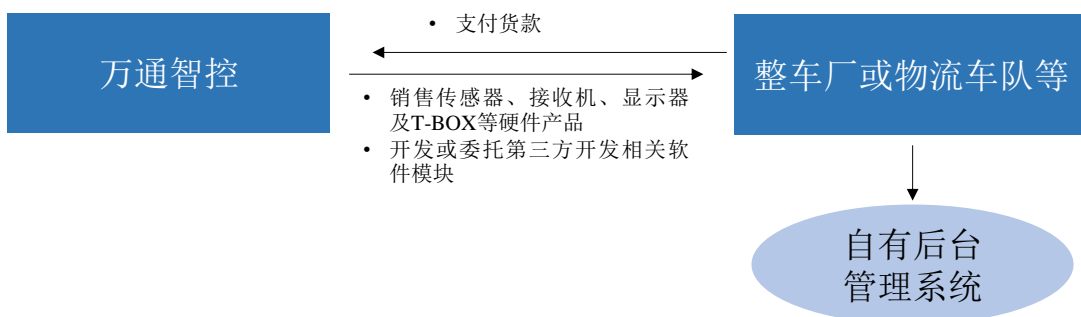 • 支付货款
万通智控
整车厂或物流车队等
• 销售传感器、接收机、显示器
及T-BOX等硬件产品
• 开发或委托第三方开发相关软
件模块
自有后台
管理系统